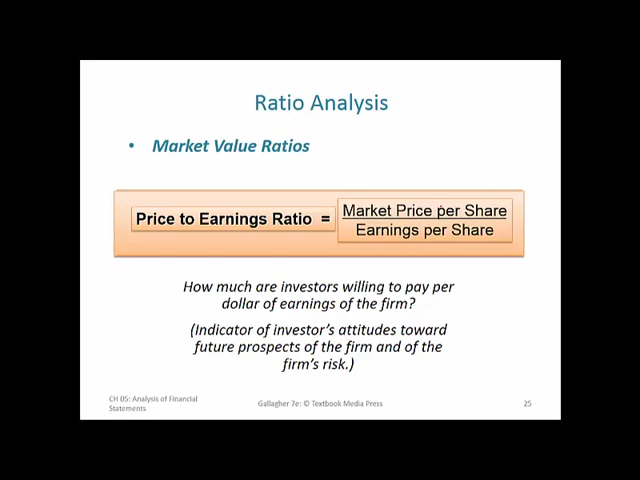 Ratio Analysis
• Market Value Ratios
Price to Earnings Ratio =
Market Price per Share
Earnings per Share
How much are investors willing to pay per
dollar of earnings of the firm?
(Indicator of investor's attitudes toward
future prospects of the firm and of the
firm's risk.)
CH 05: Analysis of Financial
Statements
Gallagher 7e: © Textbook Media Press
25